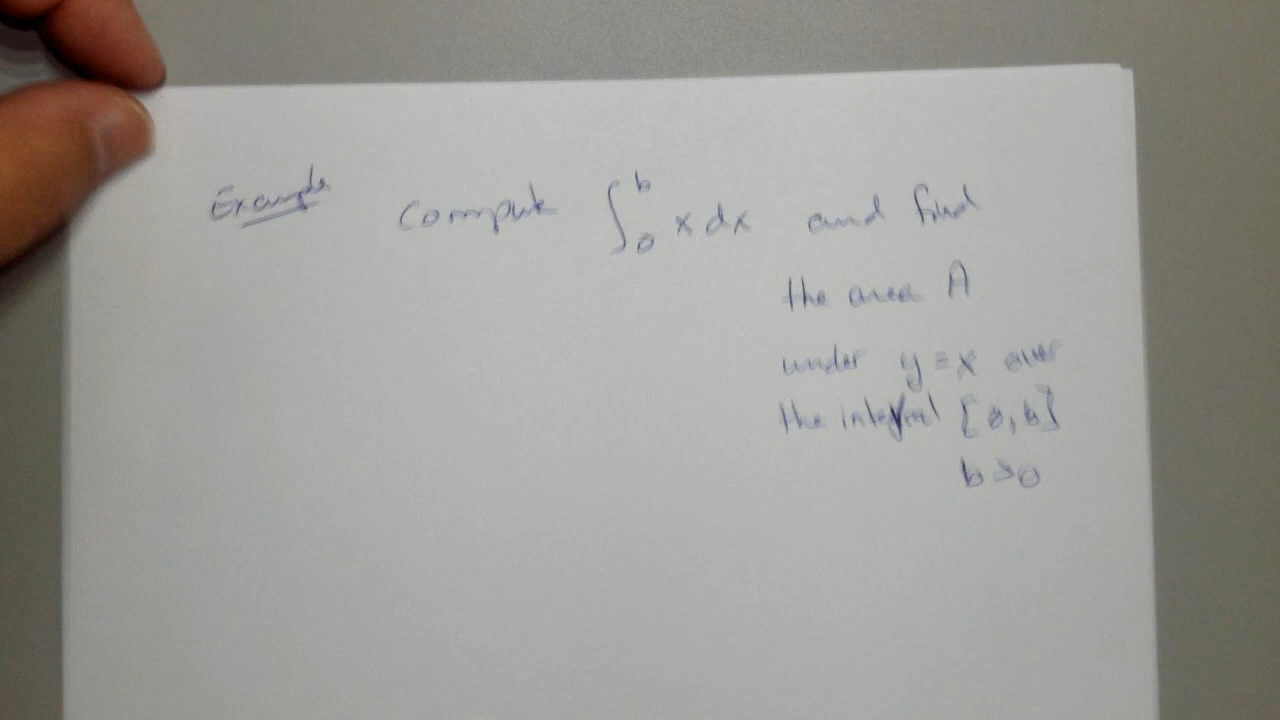 Example Compute ∫₀ᵇ x dx and find
the area A
under y = x over
the interval [0, b]
b > 0